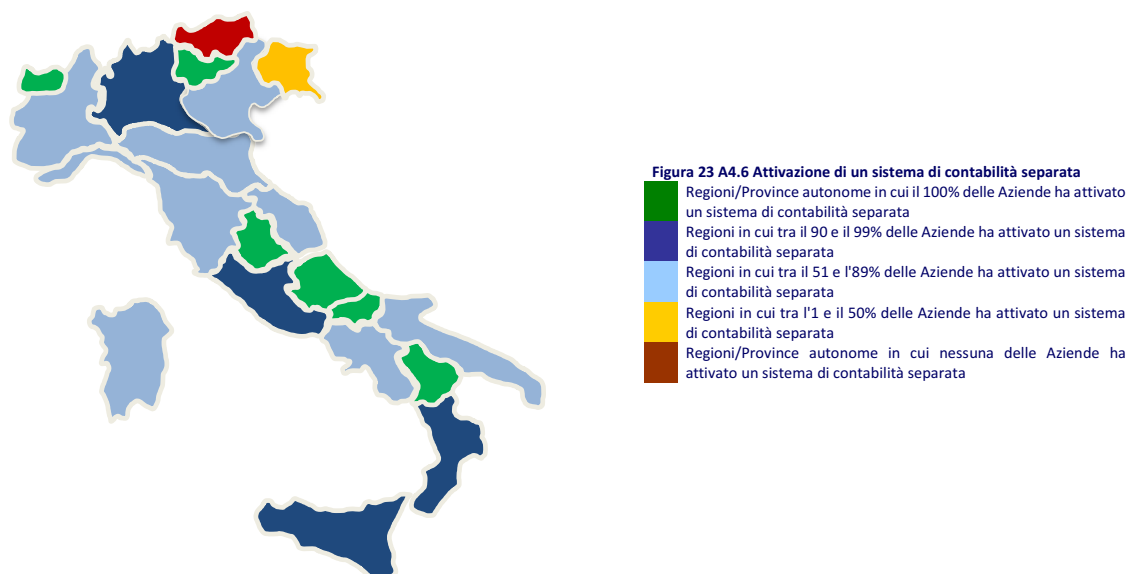 Figura 23 A4.6 Attivazione di un sistema di contabilità separata
Regioni/Province autonome in cui il 100% delle Aziende ha attivato
un sistema di contabilità separata
Regioni in cui tra il 90 e il 99% delle Aziende ha attivato un sistema
di contabilità separata
Regioni in cui tra il 51 e l'89% delle Aziende ha attivato un sistema
di contabilità separata
Regioni in cui tra l'1 e il 50% delle Aziende ha attivato un sistema
di contabilità separata
Regioni/Province autonome in cui nessuna delle Aziende ha
attivato un sistema di contabilità separata